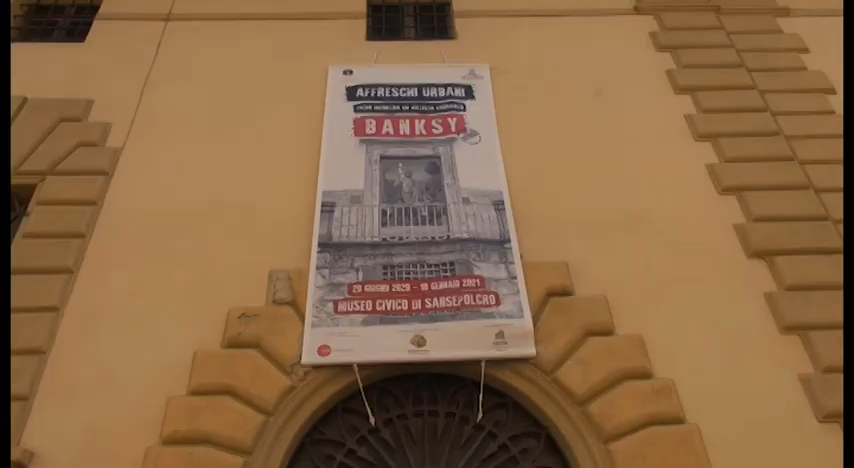 AFFRESCHI URBANI
BANKSY
20 GIUGNO 2020 - 10 GENNAIO 2021
MUSEO CIVICO DI SANSEPOLCRO